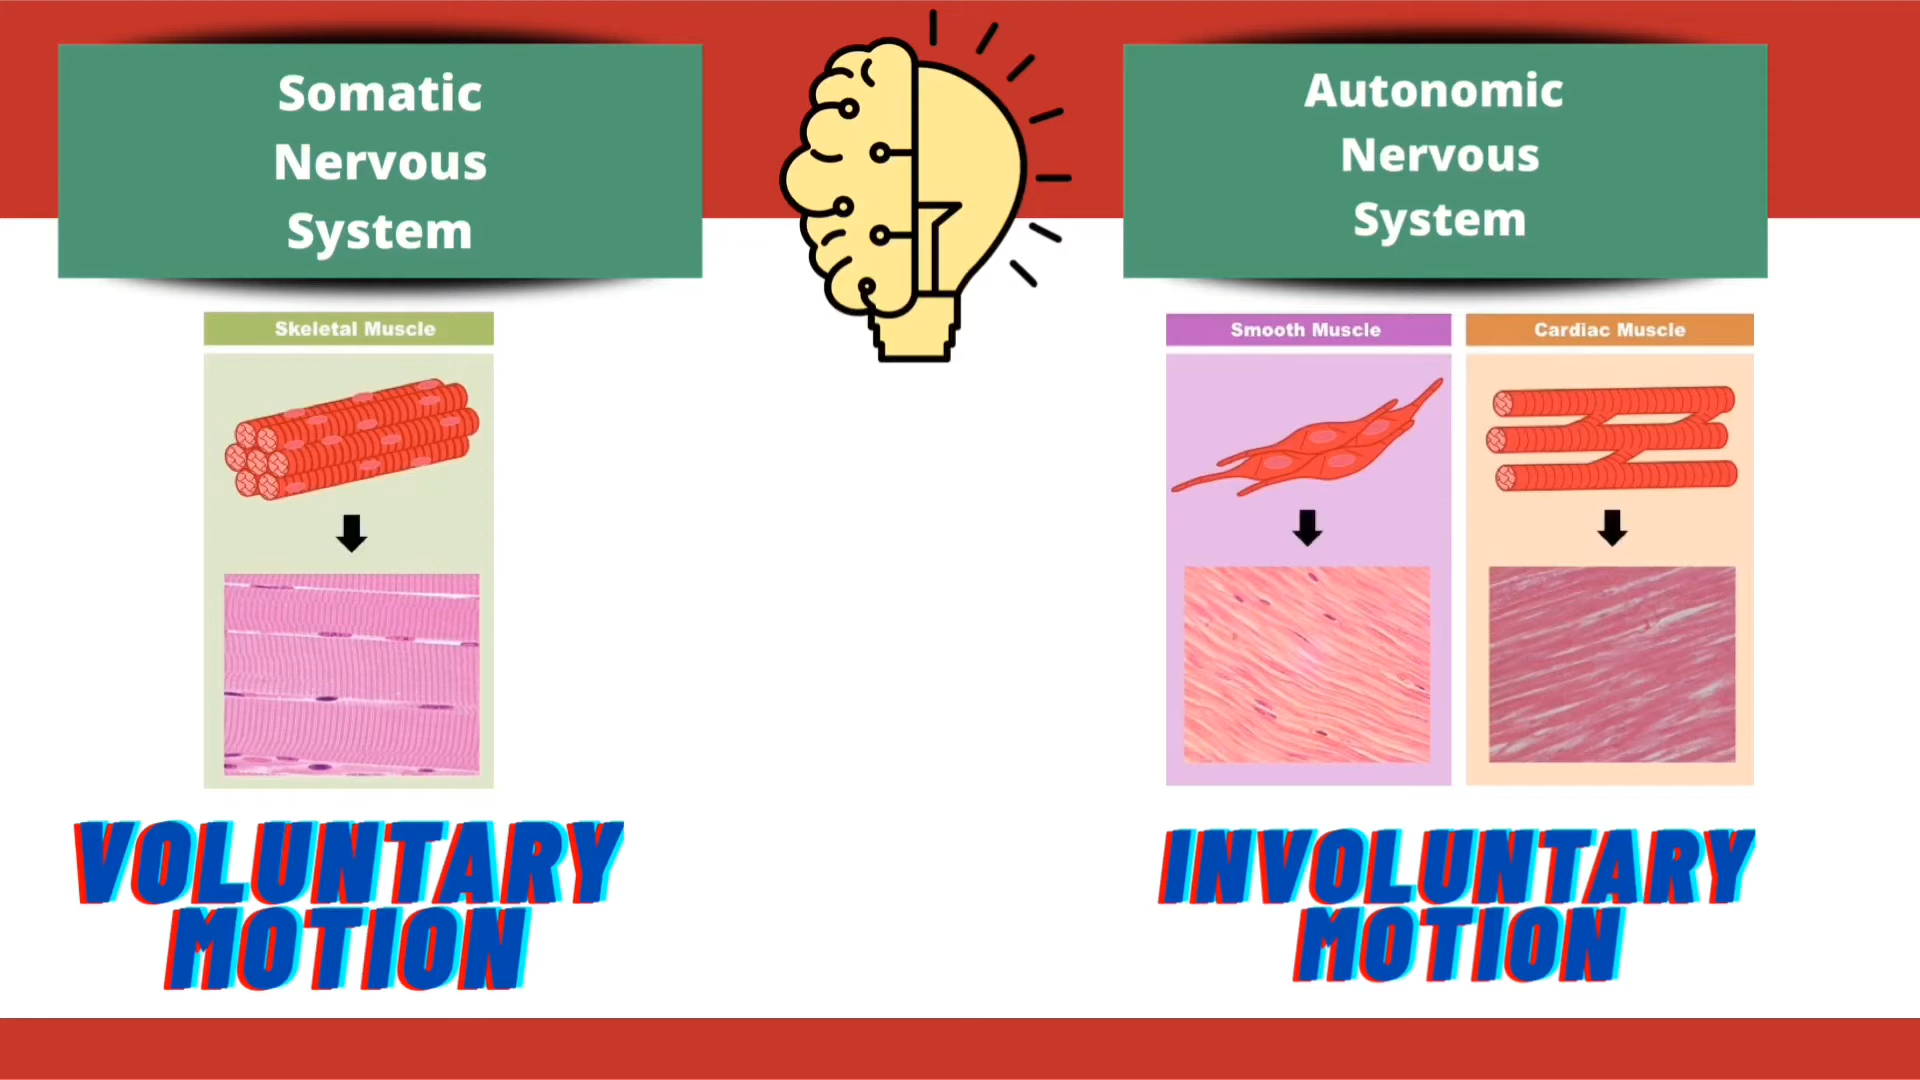 Somatic
Nervous
System
Autonomic
Nervous
System
Skeletal Muscle
Smooth Muscle
Cardiac Muscle
VOLUNTARY
MOTION
INVOLUNTARY
MOTION